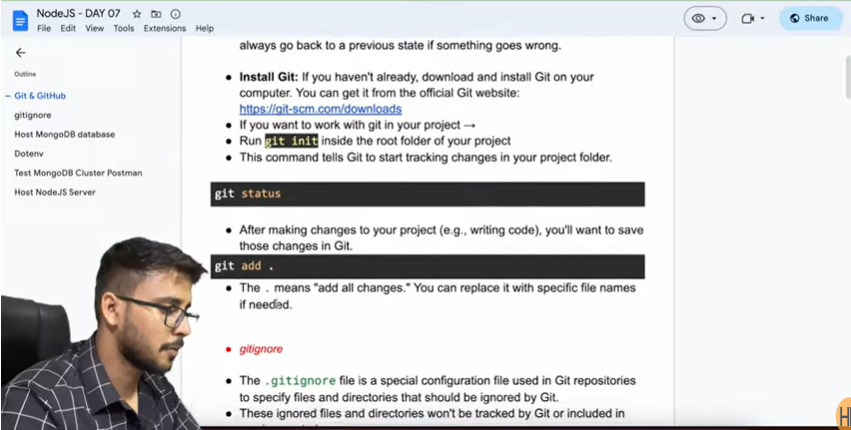 NodeJS - DAY 07
File Edit View Tools Extensions Help
Share
Outline
Git & GitHub
gitignore
Host MongoDB database
Dotenv
Test MongoDB Cluster Postman
Host NodeJS Server
always go back to a previous state if something goes wrong.
● Install Git: If you haven't already, download and install Git on your
computer. You can get it from the official Git website:
https://git-scm.com/downloads
● If you want to work with git in your project →
● Run git init inside the root folder of your project
● This command tells Git to start tracking changes in your project folder.
git status
● After making changes to your project (e.g., writing code), you'll want to save
those changes in Git.
git add .
● The . means "add all changes." You can replace it with specific file names
if needed.
● gitignore
● The .gitignore file is a special configuration file used in Git repositories
to specify files and directories that should be ignored by Git.
● These ignored files and directories won't be tracked by Git or included in